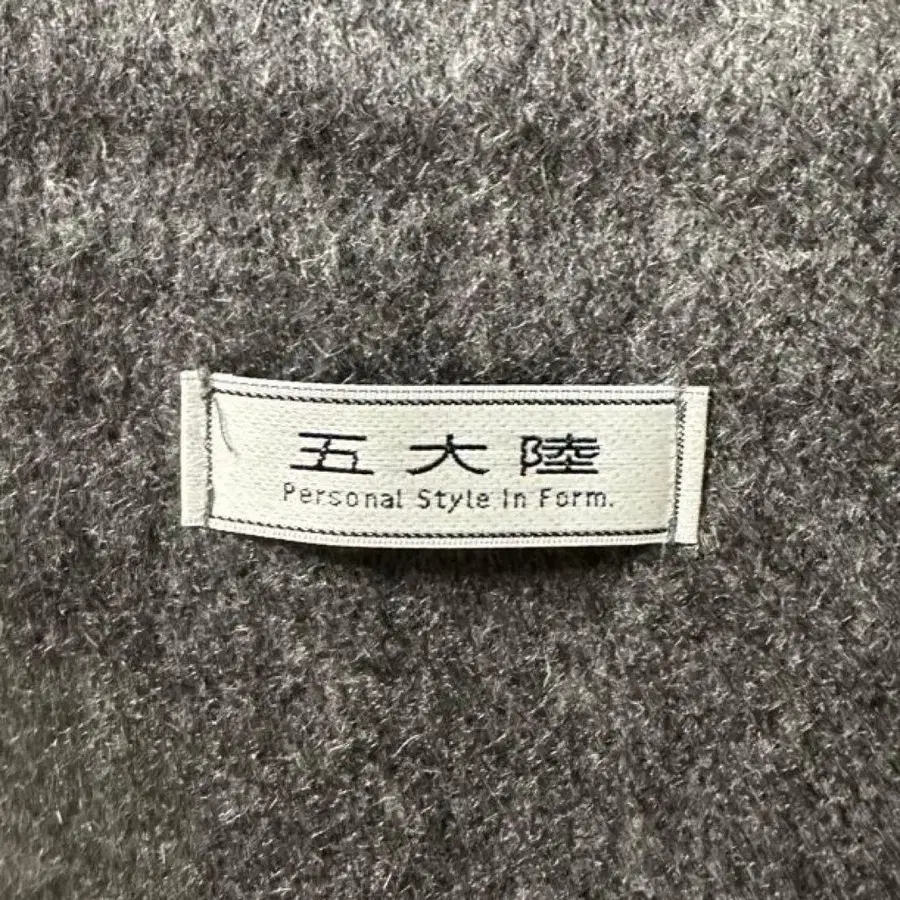 五大陸
Personal Style In Form.